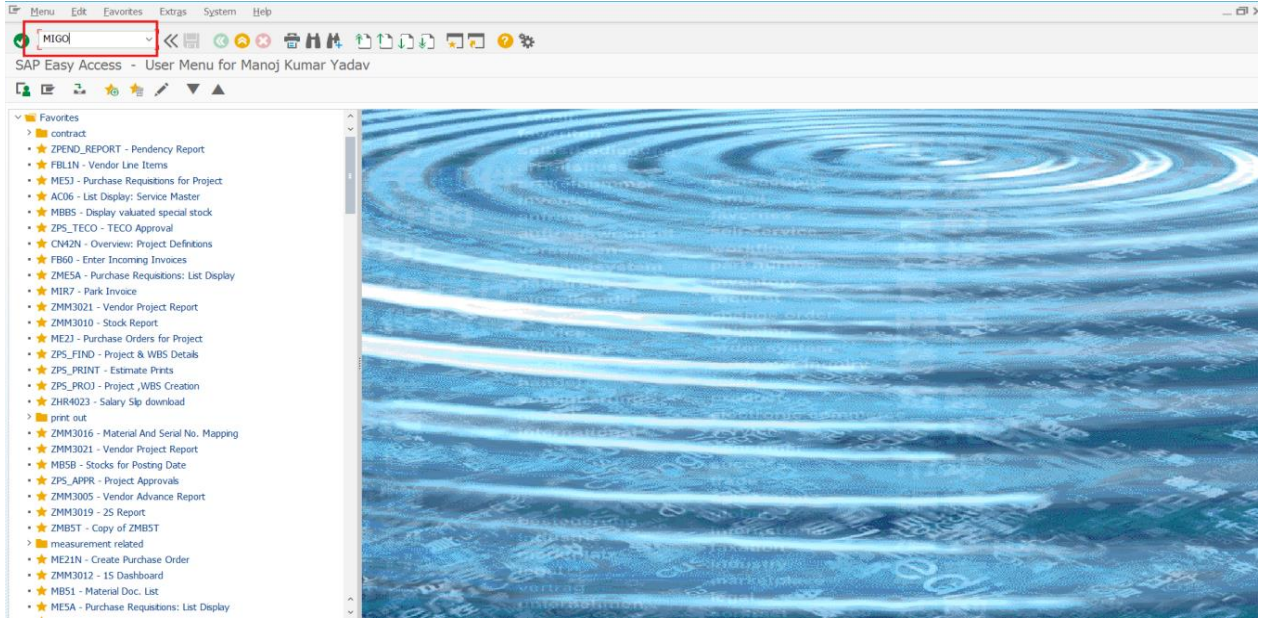 Menu Edit Favorites Extras System Help
MIGO
SAP Easy Access - User Menu for Manoj Kumar Yadav
Favorites
contract
ZPEND_REPORT - Pendency Report
FBL1N - Vendor Line Items
ME5J - Purchase Requisitions for Project
AC06 - List Display: Service Master
MBBS - Display valuated special stock
ZPS_TECO - TECO Approval
CN42N - Overview: Project Definitions
FB60 - Enter Incoming Invoices
ZME5A - Purchase Requisitions: List Display
MIR7 - Park Invoice
ZMM3021 - Vendor Project Report
ZMM3010 - Stock Report
ME2J - Purchase Orders for Project
ZPS_FIND - Project & WBS Details
ZPS_PRINT - Estimate Prints
ZPS_PROJ - Project ,WBS Creation
ZHR4023 - Salary Slip download
print out
ZMM3016 - Material And Serial No. Mapping
ZMM3021 - Vendor Project Report
MB5B - Stocks for Posting Date
ZPS_APPR - Project Approvals
ZMM3005 - Vendor Advance Report
ZMM3019 - 2S Report
ZMB5T - Copy of ZMB5T
measurement related
ME21N - Create Purchase Order
ZMM3012 - 1S Dashboard
MB51 - Material Doc. List
ME5A - Purchase Requisitions: List Display